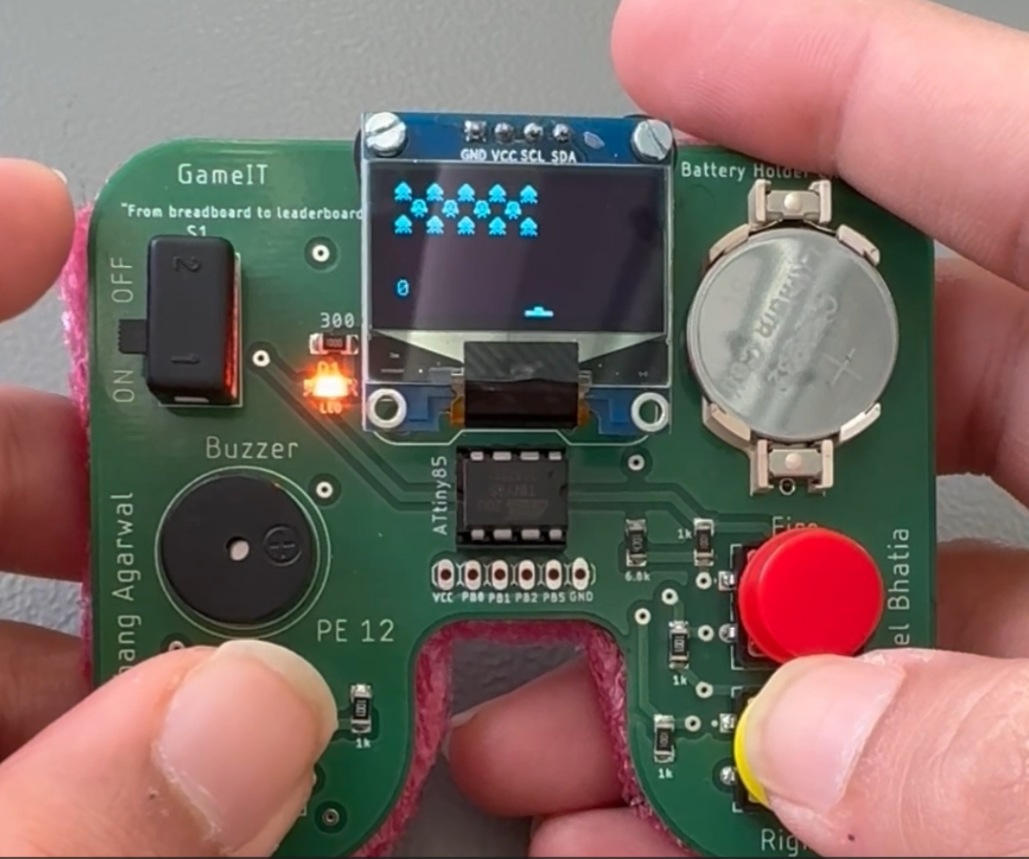 GameIT
"From breadboard to leaderboard
S1
ON OFF
2
1
GND VCC SCL SDA
0
Battery Holder
300
D1
LED
Buzzer
ATtiny85
VCC PB0 PB1 PB2 PB5 GND
PE 12
1k
6.8k
1k
Fire
1k
1k
ang Agarwal
el Bhatia
Rig